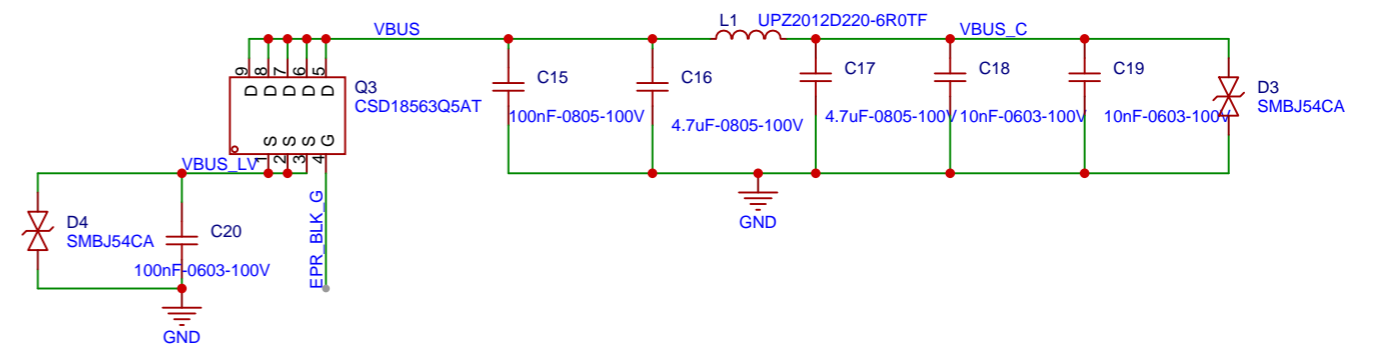 VBUS
L1 UPZ2012D220-6R0TF
VBUS_C
9 8 7 6 5
D D D D D
Q3
CSD18563Q5AT
S S S G
1 2 3 4
C15
100nF-0805-100V
C16
4.7uF-0805-100V
C17
4.7uF-0805-100V
C18
10nF-0603-100V
C19
10nF-0603-100V
D3
SMBJ54CA
VBUS_LV
EPR_BLK_G
D4
SMBJ54CA
C20
100nF-0603-100V
GND
GND